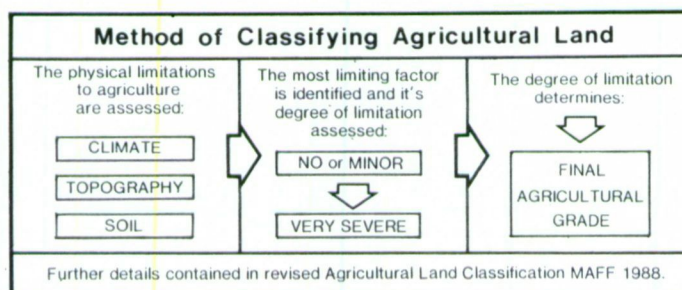 Method of Classifying Agricultural Land
The physical limitations
to agriculture
are assessed:
CLIMATE
TOPOGRAPHY
SOIL
The most limiting factor
is identified and it's
degree of limitation
assessed:
NO or MINOR
VERY SEVERE
The degree of limitation
determines:
FINAL
AGRICULTURAL
GRADE
Further details contained in revised Agricultural Land Classification MAFF 1988.